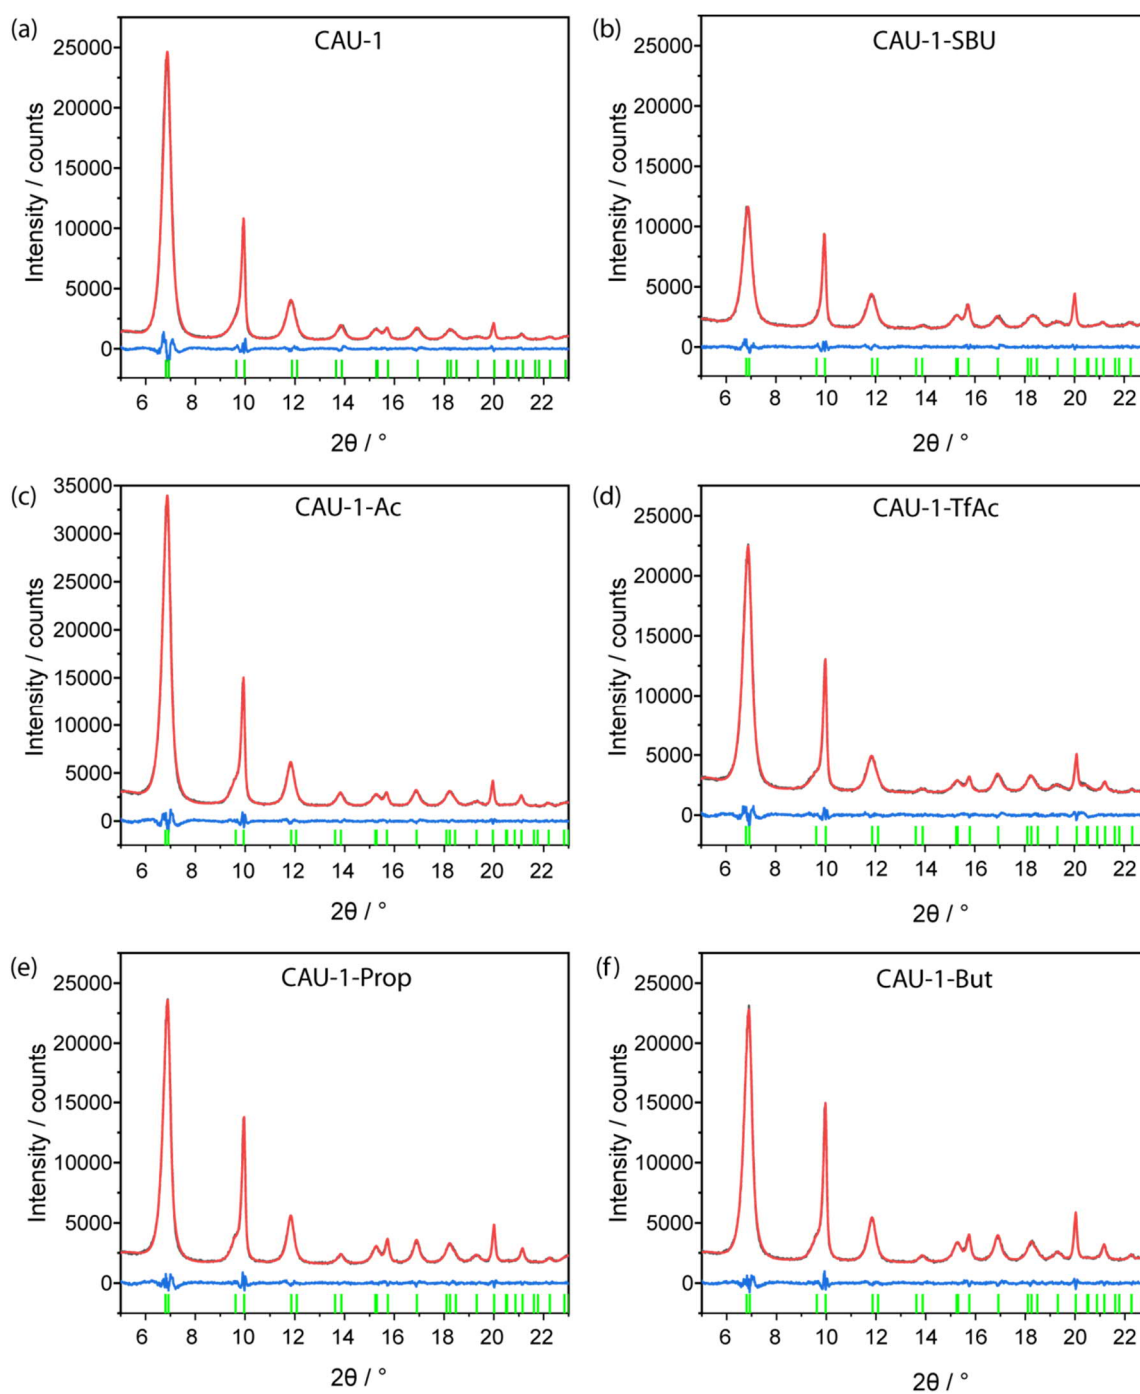 (a)
CAU-1
Intensity / counts
25000
20000
15000
10000
5000
0
6 8 10 12 14 16 18 20 22
2θ / °
(b)
CAU-1-SBU
Intensity / counts
25000
20000
15000
10000
5000
0
6 8 10 12 14 16 18 20 22
2θ / °
(c)
CAU-1-Ac
Intensity / counts
35000
30000
25000
20000
15000
10000
5000
0
6 8 10 12 14 16 18 20 22
2θ / °
(d)
CAU-1-TfAc
Intensity / counts
25000
20000
15000
10000
5000
0
6 8 10 12 14 16 18 20 22
2θ / °
(e)
CAU-1-Prop
Intensity / counts
25000
20000
15000
10000
5000
0
6 8 10 12 14 16 18 20 22
2θ / °
(f)
CAU-1-But
Intensity / counts
25000
20000
15000
10000
5000
0
6 8 10 12 14 16 18 20 22
2θ / °